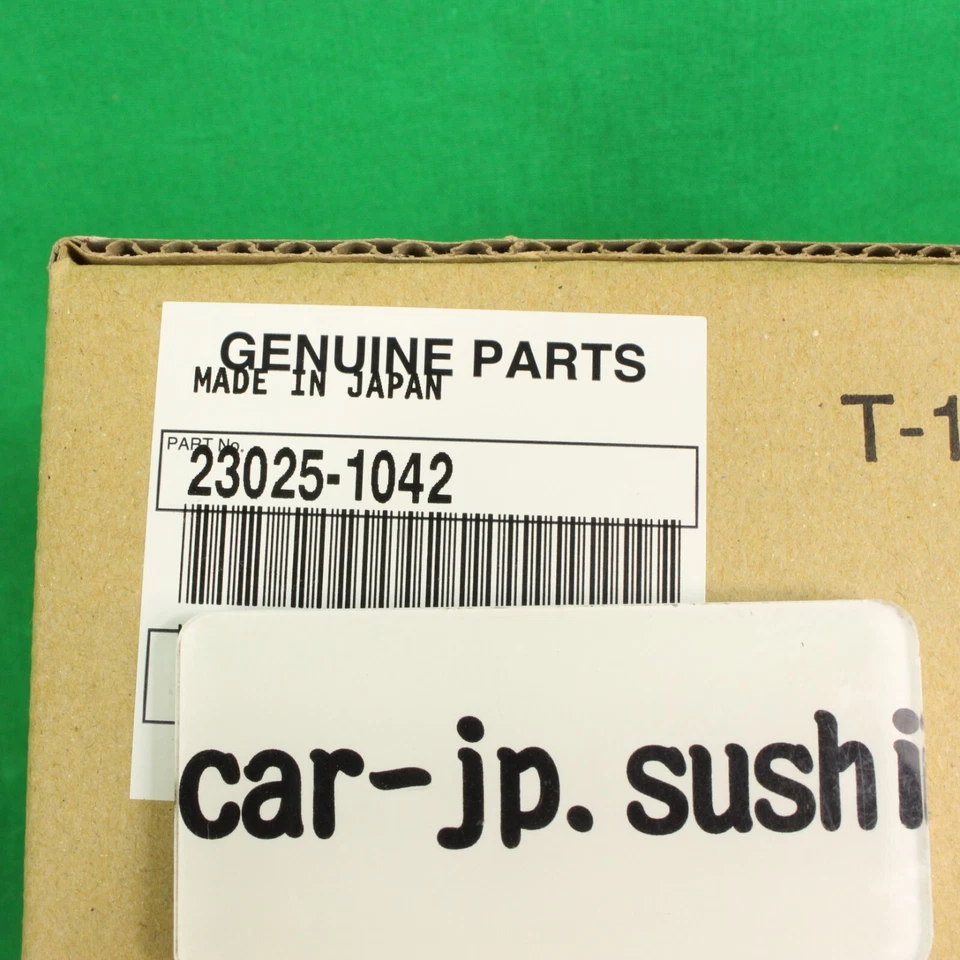 GENUINE PARTS
MADE IN JAPAN
T-1
PART No.
23025-1042
car-jp.sushi